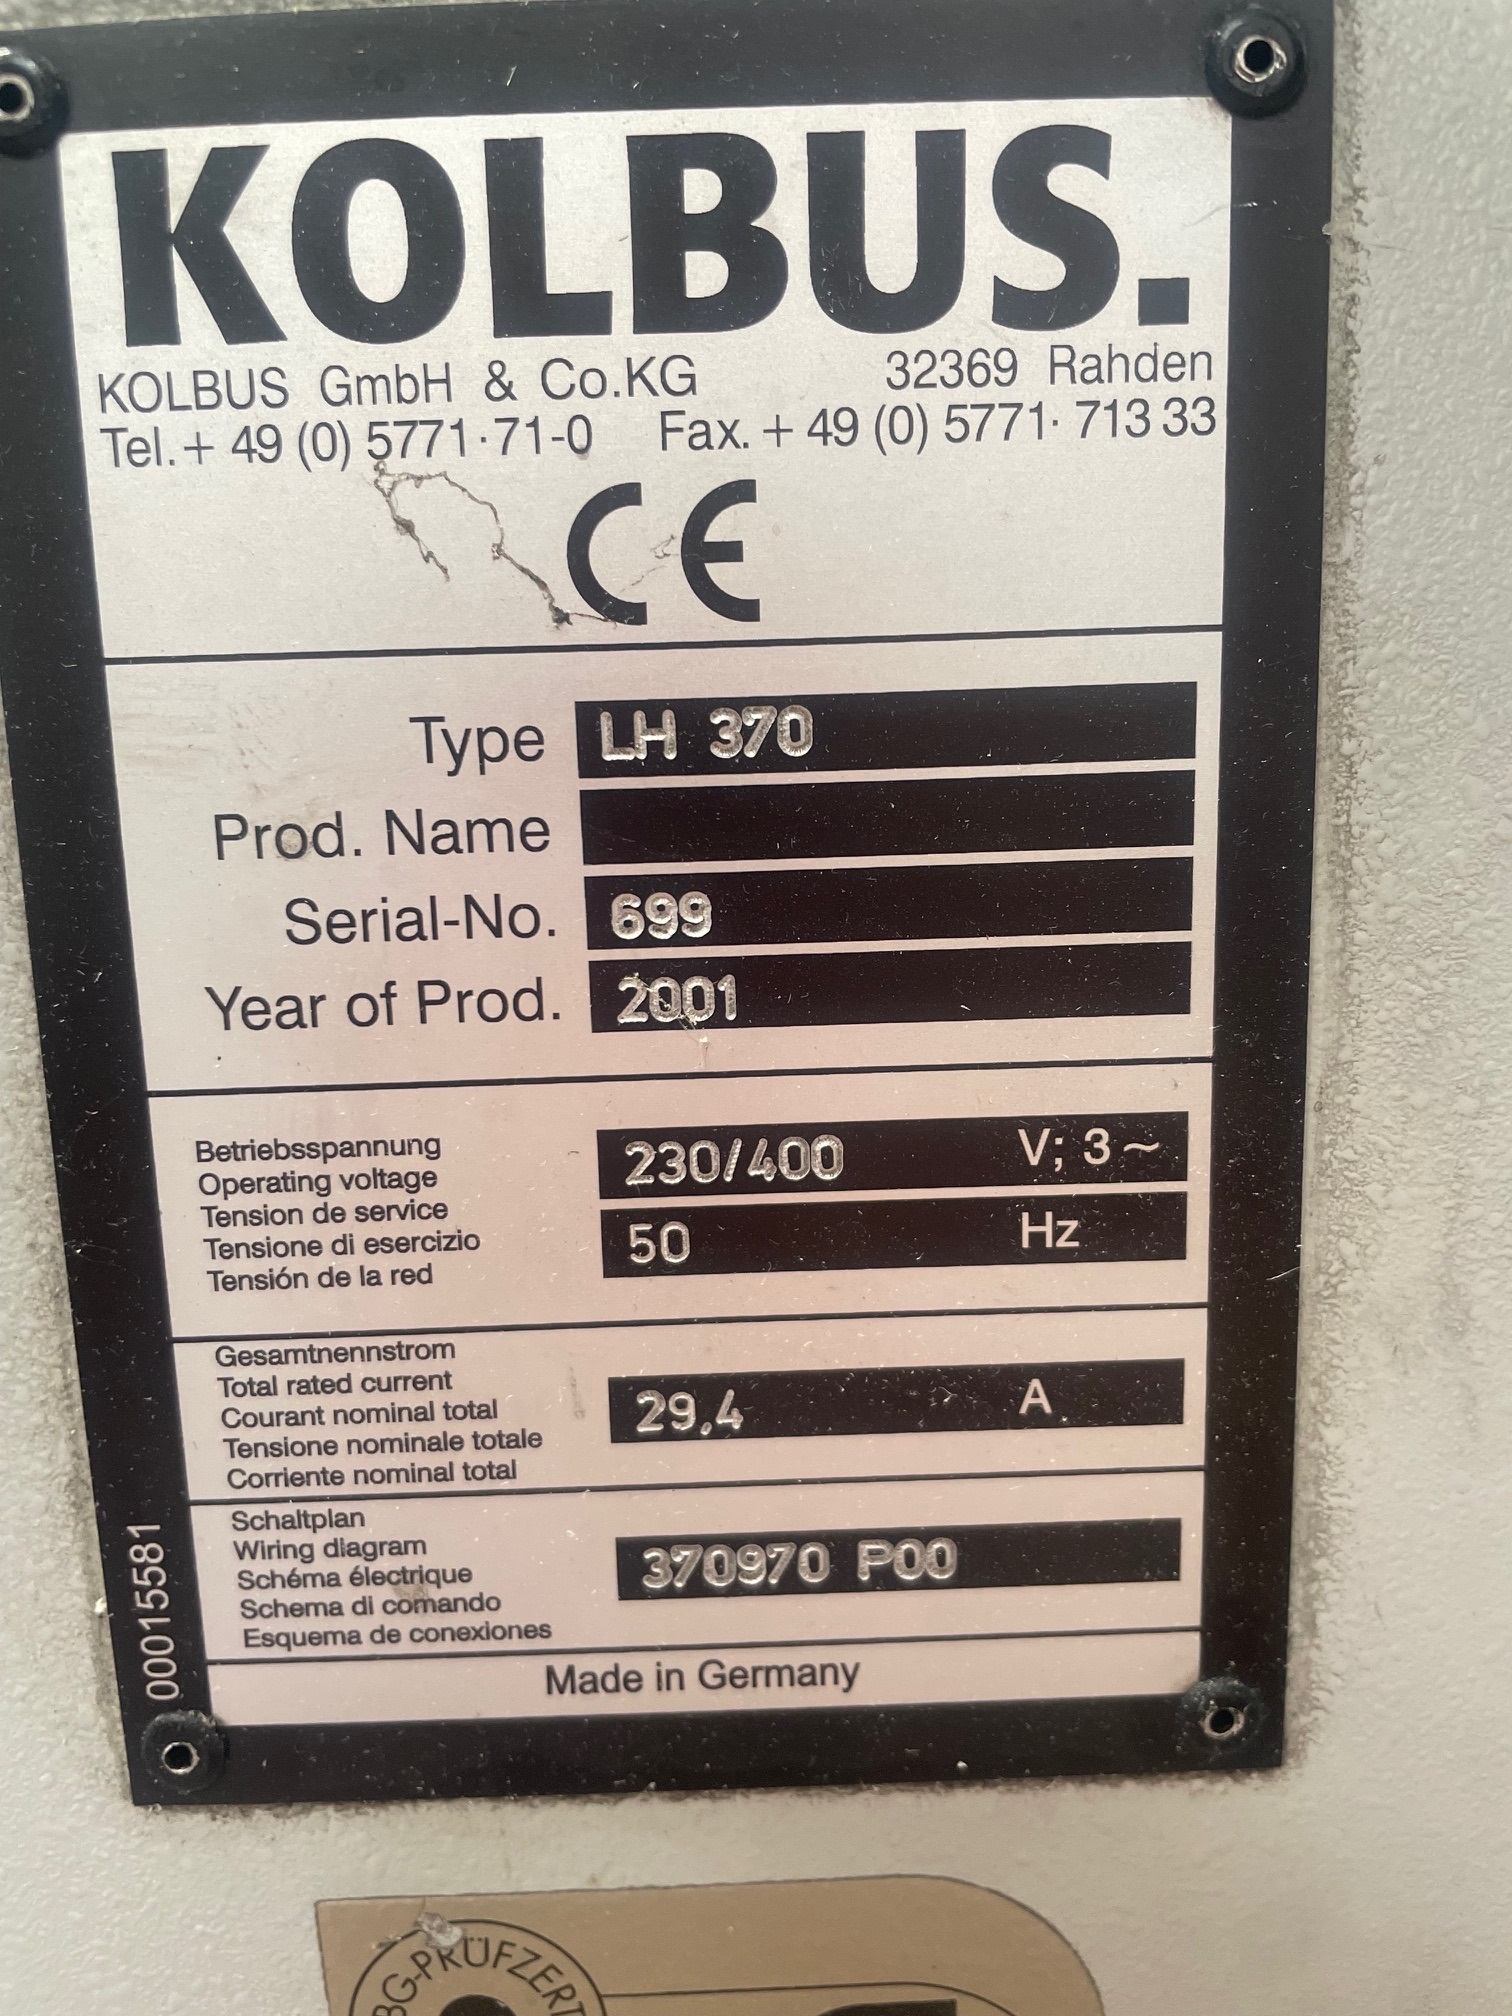 KOLBUS.
KOLBUS GmbH & Co.KG 32369 Rahden
Tel.+ 49 (0) 5771·71-0 Fax. + 49 (0) 5771· 713 33
CE
Type LH 370
Prod. Name
Serial-No. 699
Year of Prod. 2001
Betriebsspannung
Operating voltage
Tension de service
Tensione di esercizio
Tensión de la red
230/400 V; 3~
50 Hz
Gesamtnennstrom
Total rated current
Courant nominal total
Tensione nominale totale
Corriente nominal total
29,4 A
Schaltplan
Wiring diagram
Schéma électrique
Schema di comando
Esquema de conexiones
370970 P00
Made in Germany
00015581
BG-PRÜFZERT